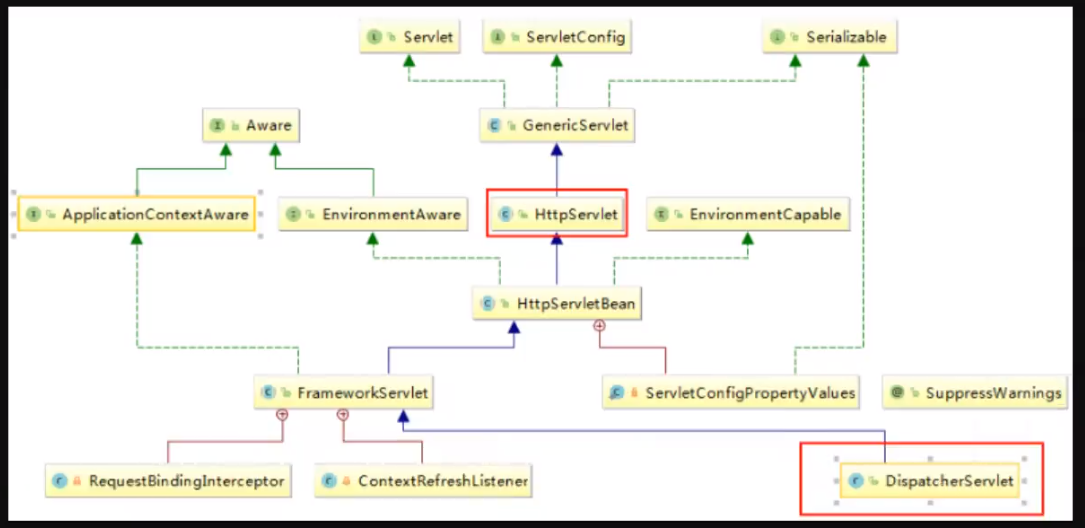 Servlet
ServletConfig
Serializable
Aware
GenericServlet
ApplicationContextAware
EnvironmentAware
HttpServlet
EnvironmentCapable
HttpServletBean
FrameworkServlet
ServletConfigPropertyValues
SuppressWarnings
RequestBindingInterceptor
ContextRefreshListener
DispatcherServlet